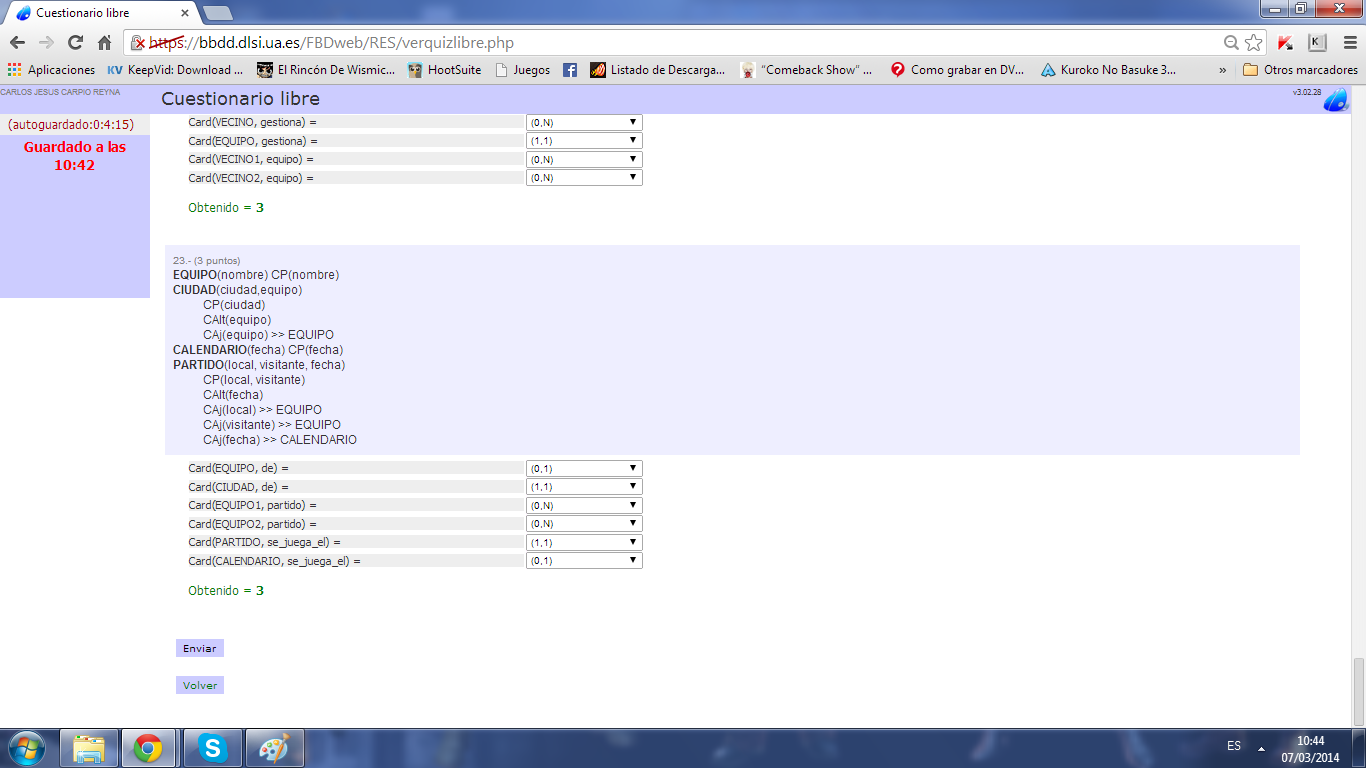 Cuestionario libre
https://bbdd.dlsi.ua.es/FBDweb/RES/verquizlibre.php
Aplicaciones KV KeepVid: Download ... El Rincón De Wismic... HootSuite Juegos Listado de Descarga... "Comeback Show" ... Como grabar en DV... Kuroko No Basuke 3... » Otros marcadores
CARLOS JESUS CARPIO REYNA
Cuestionario libre
v3.02.28
(autoguardado:0:4:15)
Guardado a las
10:42
Card(VECINO, gestiona) = (0,N)
Card(EQUIPO, gestiona) = (1,1)
Card(VECINO1, equipo) = (0,N)
Card(VECINO2, equipo) = (0,N)
Obtenido = 3
23.- (3 puntos)
EQUIPO(nombre) CP(nombre)
CIUDAD(ciudad,equipo)
CP(ciudad)
CAlt(equipo)
CAj(equipo) >> EQUIPO
CALENDARIO(fecha) CP(fecha)
PARTIDO(local, visitante, fecha)
CP(local, visitante)
CAlt(fecha)
CAj(local) >> EQUIPO
CAj(visitante) >> EQUIPO
CAj(fecha) >> CALENDARIO
Card(EQUIPO, de) = (0,1)
Card(CIUDAD, de) = (1,1)
Card(EQUIPO1, partido) = (0,N)
Card(EQUIPO2, partido) = (0,N)
Card(PARTIDO, se_juega_el) = (1,1)
Card(CALENDARIO, se_juega_el) = (0,1)
Obtenido = 3
Enviar
Volver
ES
10:44
07/03/2014